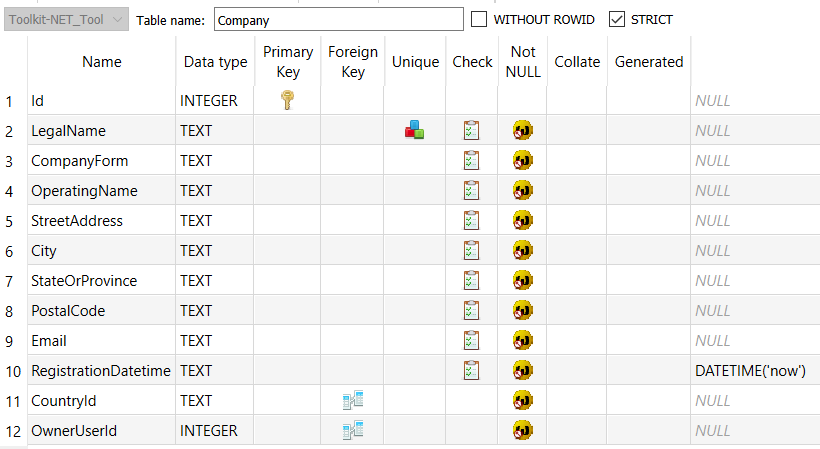 Toolkit-NET_Tool Table name: Company WITHOUT ROWID STRICT
Name Data type Primary Key Foreign Key Unique Check Not NULL Collate Generated
1 Id INTEGER NULL
2 LegalName TEXT NULL
3 CompanyForm TEXT NULL
4 OperatingName TEXT NULL
5 StreetAddress TEXT NULL
6 City TEXT NULL
7 StateOrProvince TEXT NULL
8 PostalCode TEXT NULL
9 Email TEXT NULL
10 RegistrationDatetime TEXT DATETIME('now')
11 CountryId TEXT NULL
12 OwnerUserId INTEGER NULL